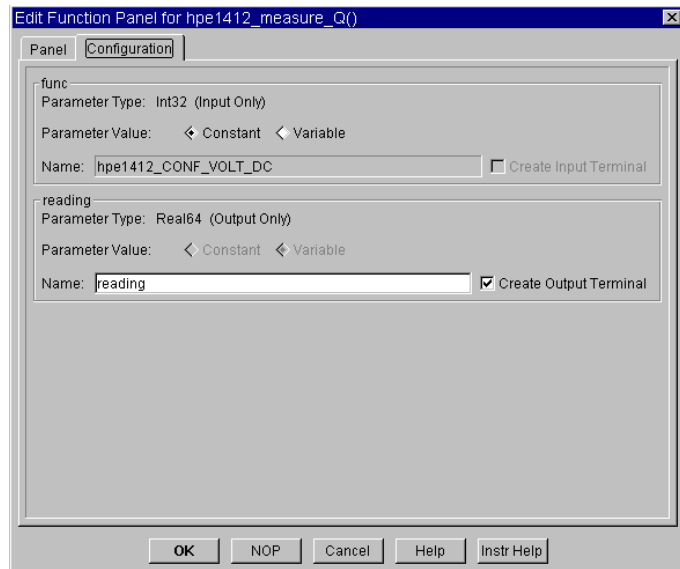 Edit Function Panel for hpe1412_measure_Q()
Panel Configuration
func
Parameter Type: Int32 (Input Only)
Parameter Value: Constant Variable
Name: hpe1412_CONF_VOLT_DC Create Input Terminal
reading
Parameter Type: Real64 (Output Only)
Parameter Value: Constant Variable
Name: reading Create Output Terminal
OK NOP Cancel Help Instr Help